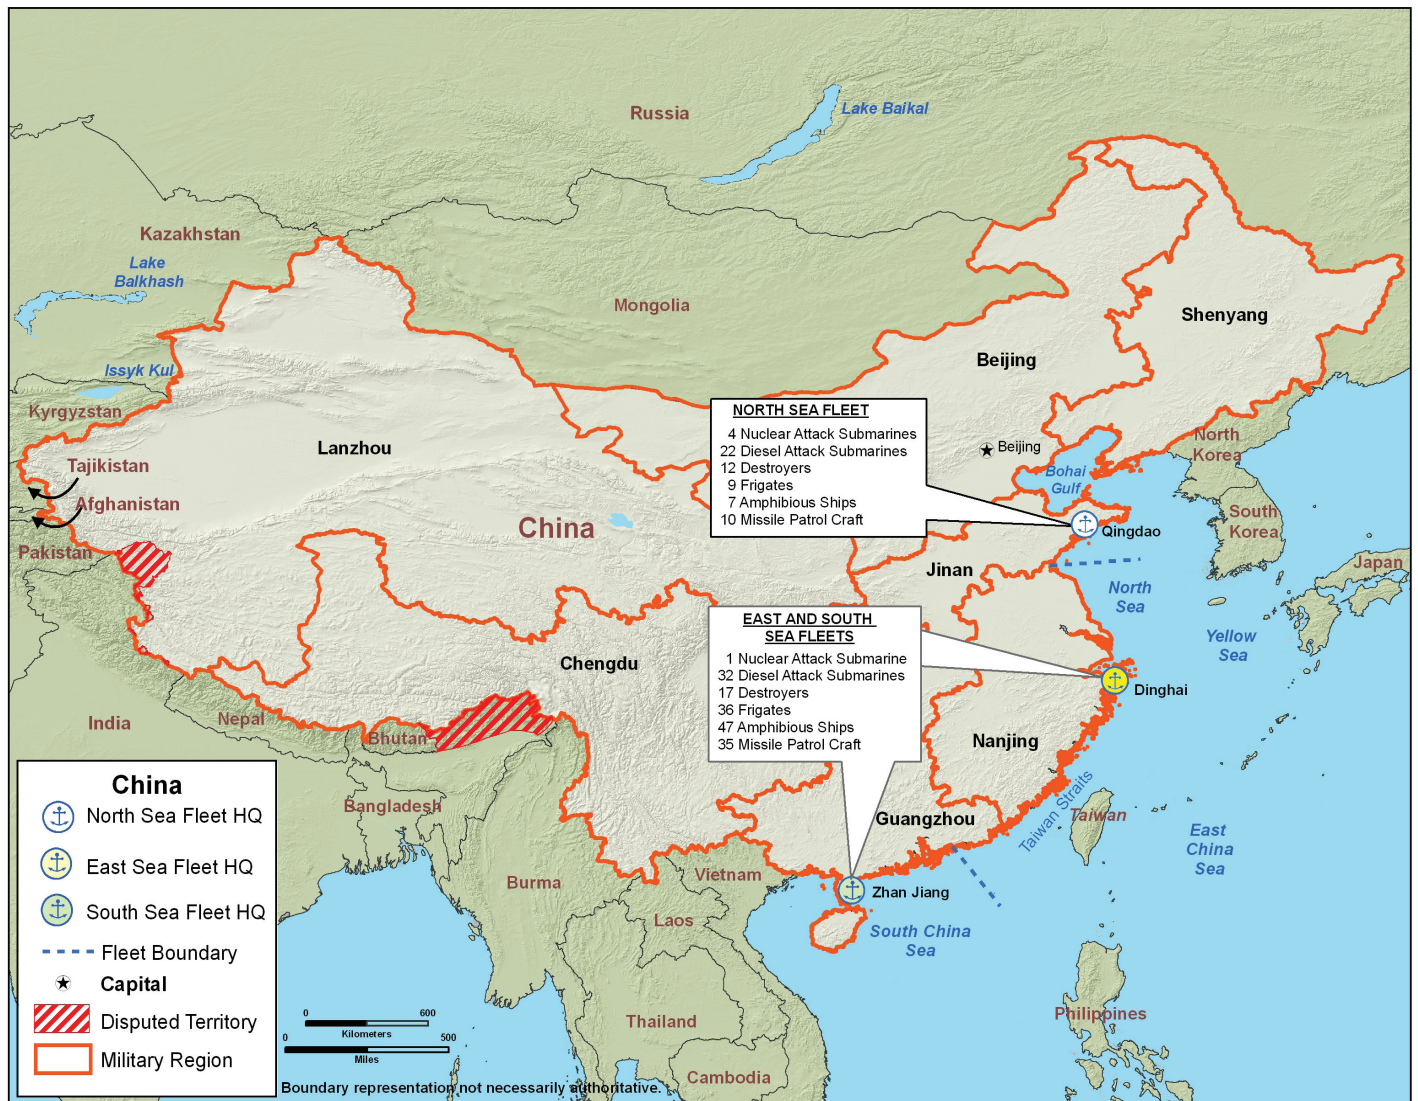 Russia
Lake Baikal
Kazakhstan
Lake
Balkhash
Mongolia
Shenyang
Beijing
Issyk Kul
Kyrgyzstan
Lanzhou
Tajikistan
Afghanistan
Pakistan
China
NORTH SEA FLEET
4 Nuclear Attack Submarines
22 Diesel Attack Submarines
12 Destroyers
9 Frigates
7 Amphibious Ships
10 Missile Patrol Craft
Beijing
Bohai
Gulf
North
Korea
South
Korea
Qingdao
Japan
Jinan
North
Sea
Yellow
Sea
EAST AND SOUTH
SEA FLEETS
1 Nuclear Attack Submarine
32 Diesel Attack Submarines
17 Destroyers
36 Frigates
47 Amphibious Ships
35 Missile Patrol Craft
Chengdu
Dinghai
India
Nepal
Bhutan
Nanjing
Bangladesh
Guangzhou
Taiwan Straits
Taiwan
East
China
Sea
Burma
Vietnam
Laos
Zhan Jiang
South China
Sea
Thailand
Philippines
Cambodia
China
North Sea Fleet HQ
East Sea Fleet HQ
South Sea Fleet HQ
Fleet Boundary
Capital
Disputed Territory
Military Region
0 600
Kilometers
0 500
Miles
Boundary representation not necessarily authoritative.